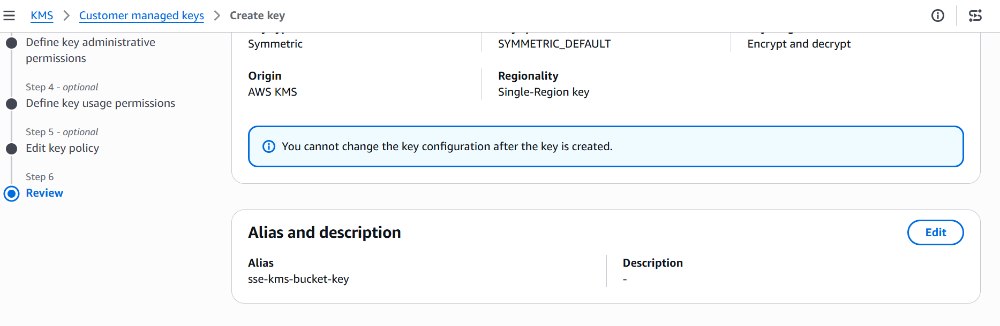 KMS > Customer managed keys > Create key
Define key administrative
permissions
Step 4 - optional
Define key usage permissions
Step 5 - optional
Edit key policy
Step 6
Review
Symmetric
SYMMETRIC_DEFAULT
Encrypt and decrypt
Origin
AWS KMS
Regionality
Single-Region key
You cannot change the key configuration after the key is created.
Alias and description
Edit
Alias
sse-kms-bucket-key
Description
-